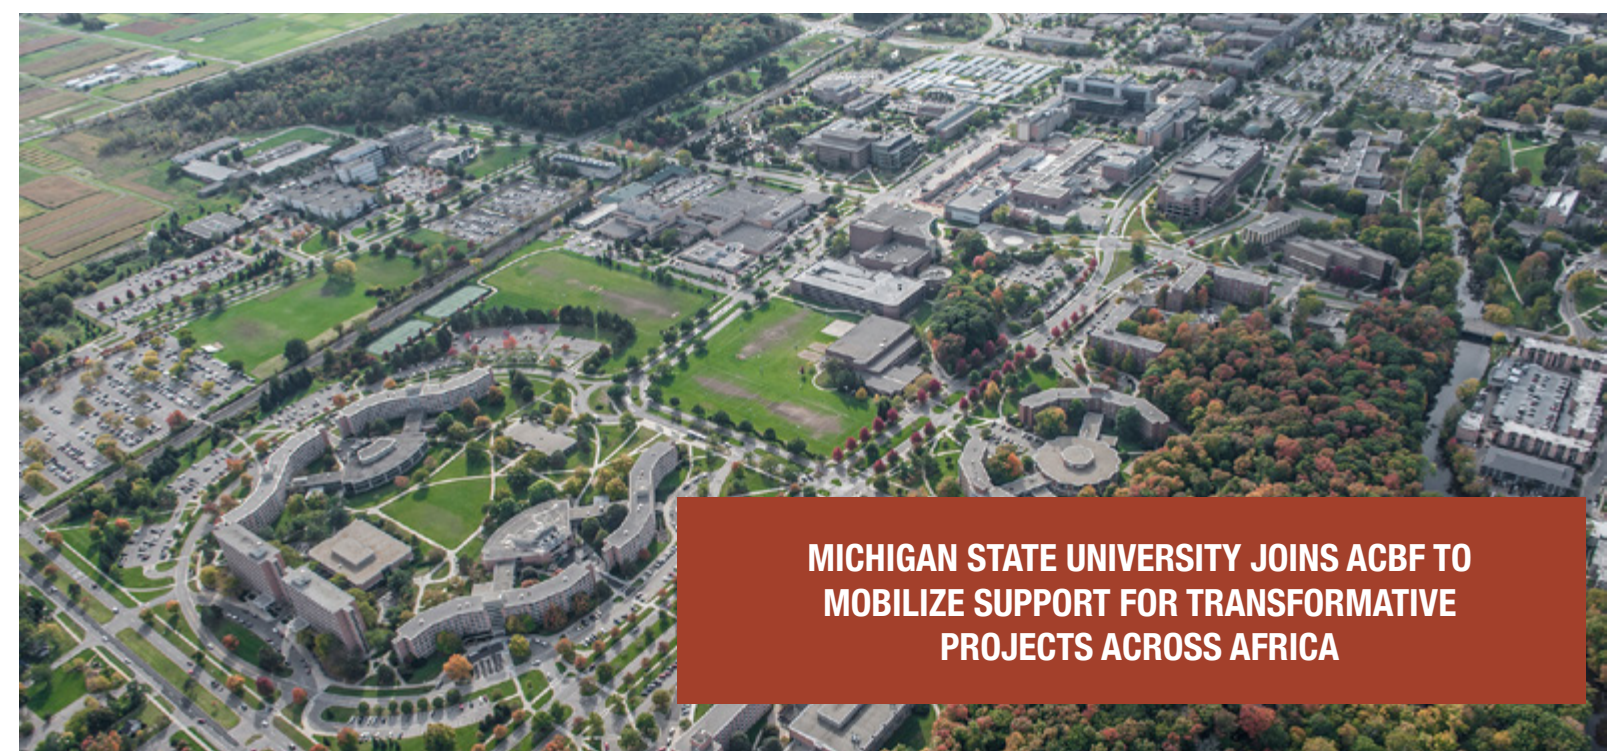 MICHIGAN STATE UNIVERSITY JOINS ACBF TO
MOBILIZE SUPPORT FOR TRANSFORMATIVE
PROJECTS ACROSS AFRICA